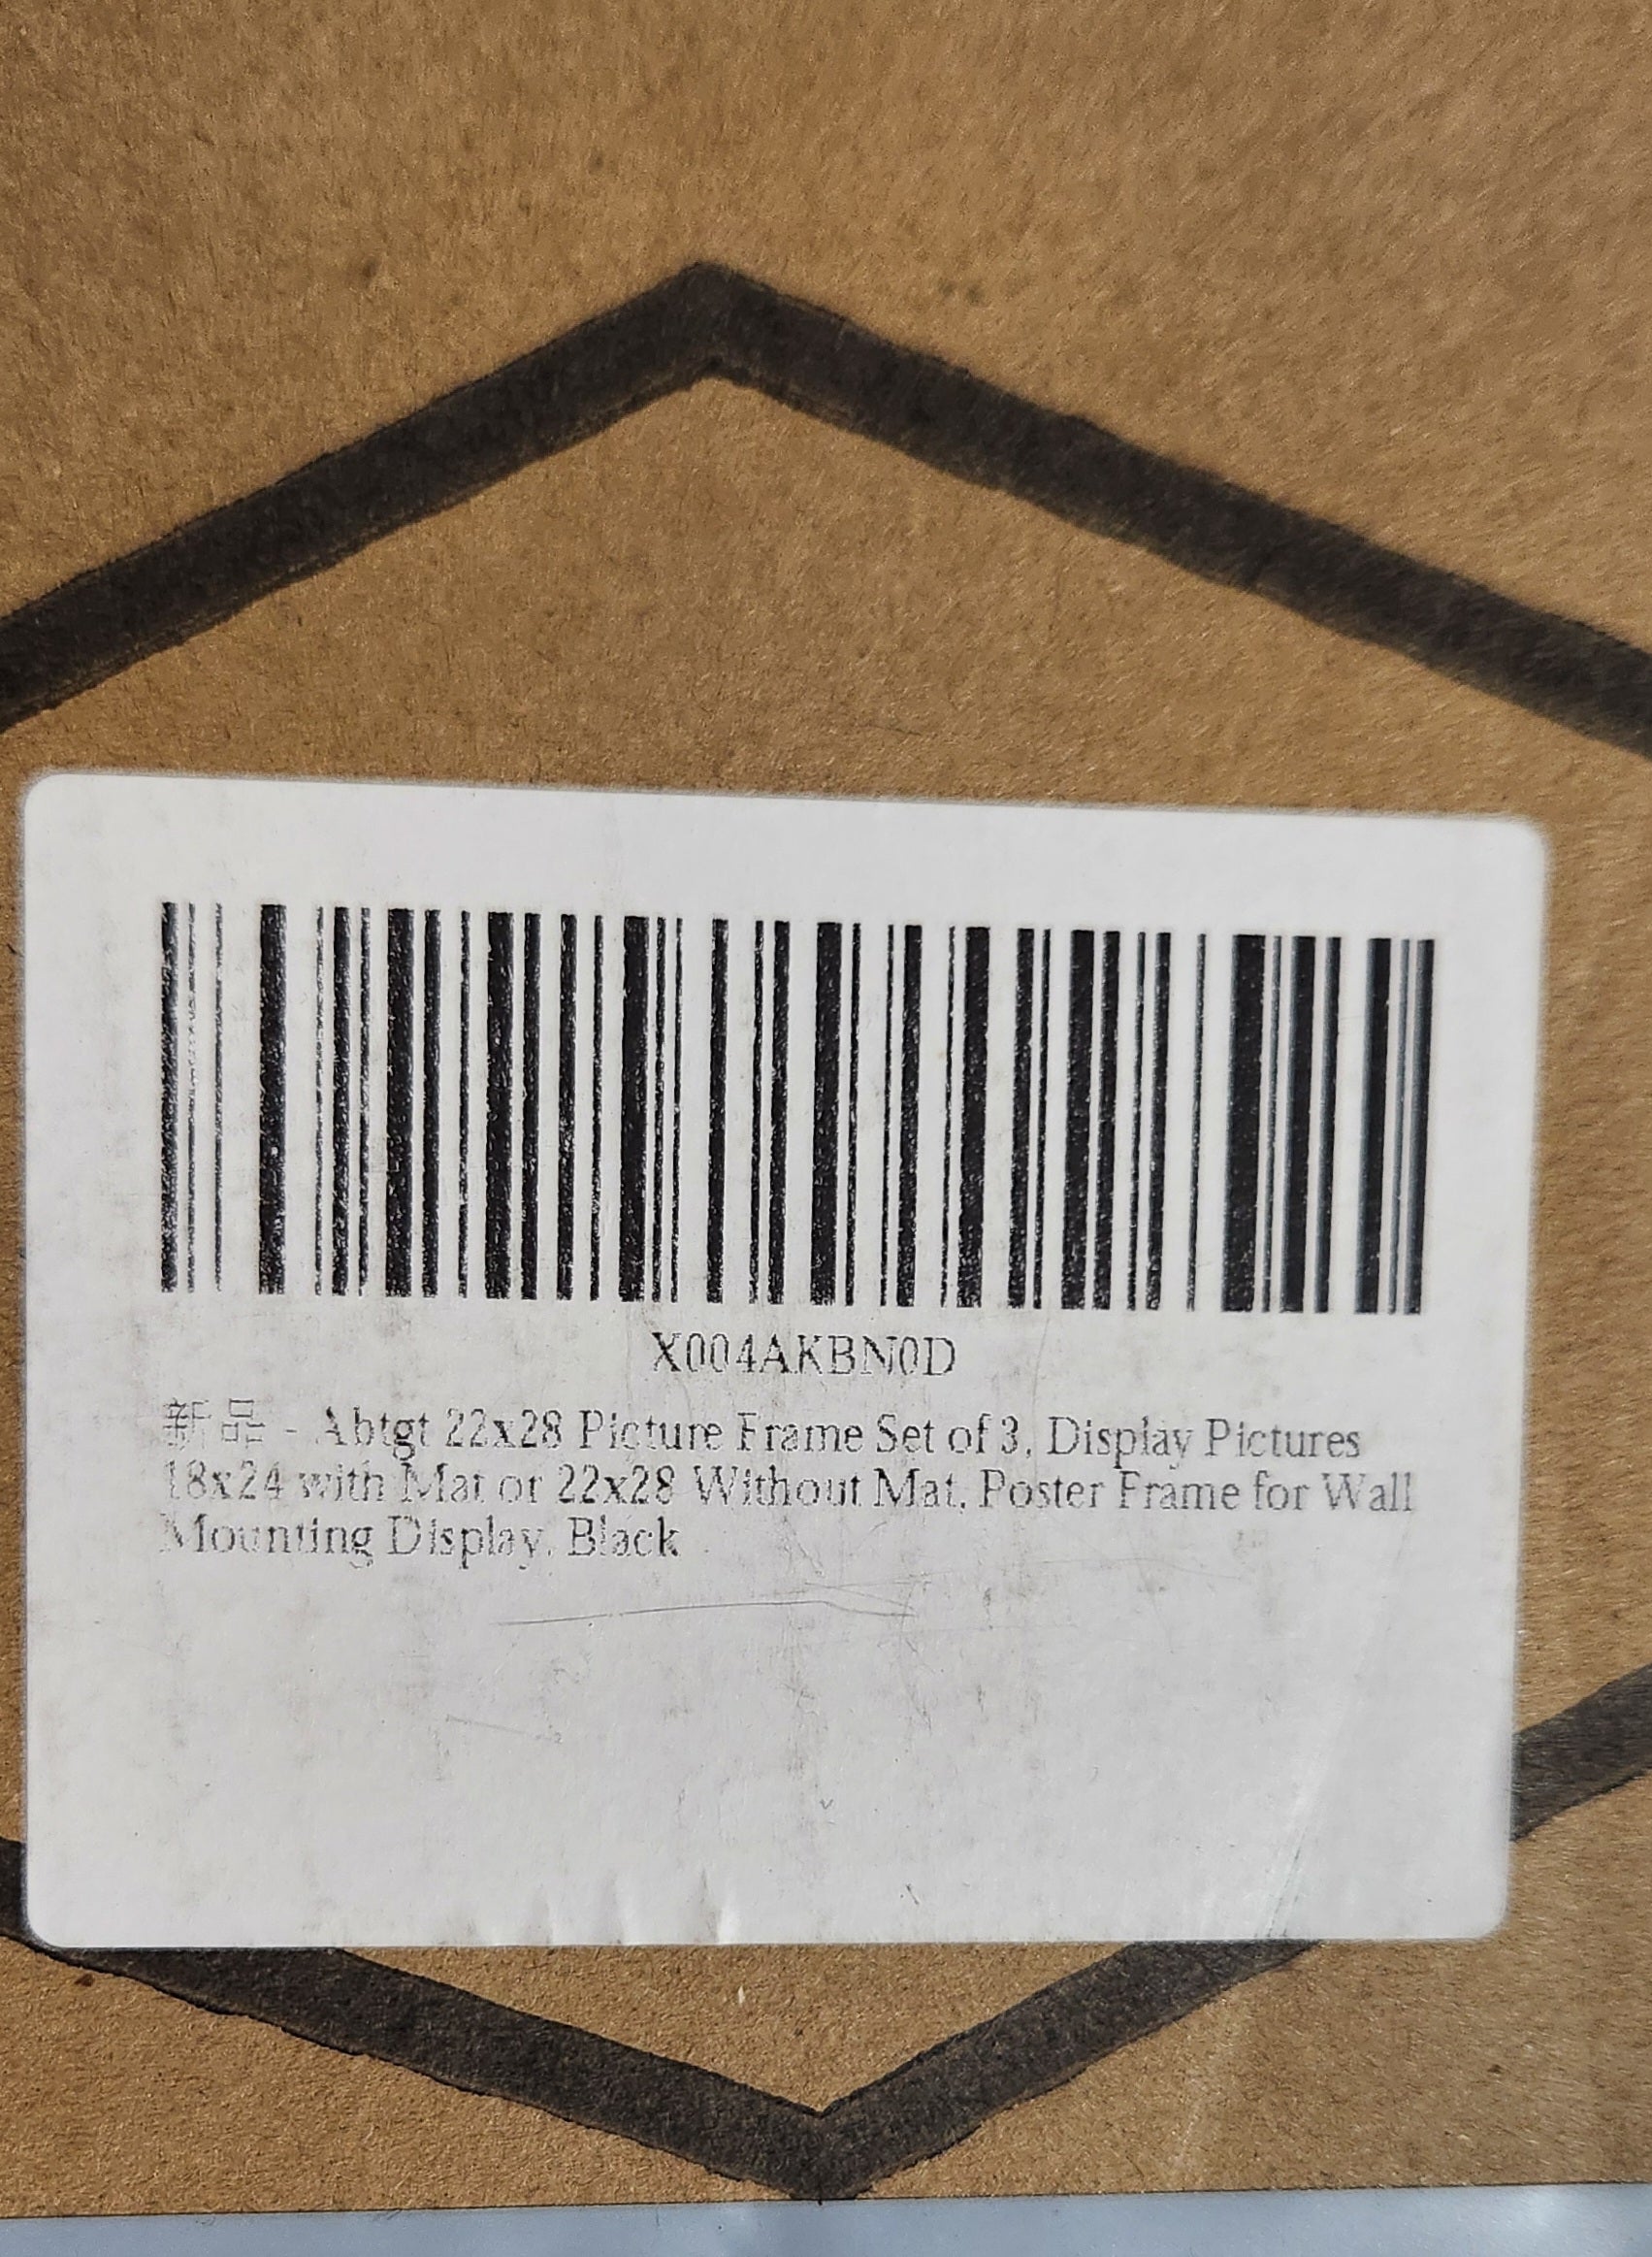 X004AKBN0D
新品 - Abtgt 22x28 Picture Frame Set of 3, Display Pictures
18x24 with Mat or 22x28 Without Mat, Poster Frame for Wall
Mounting Display, Black